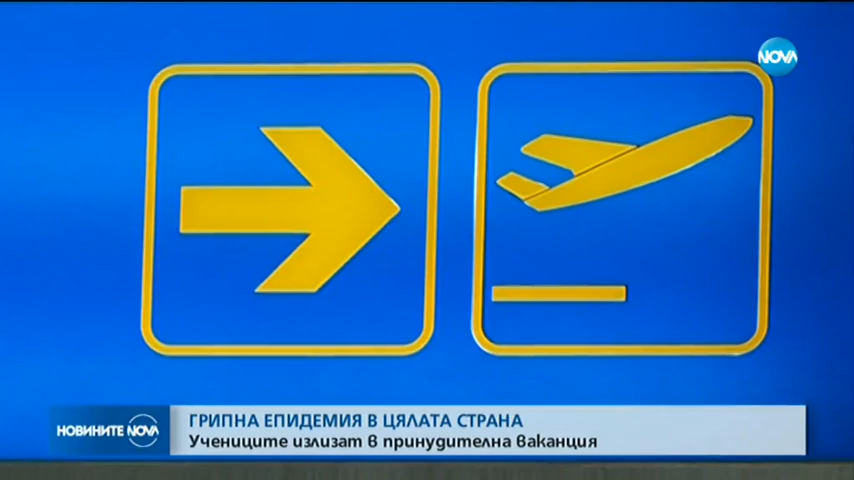 NOVA
НОВИНИТЕ NOVA
ГРИПНА ЕПИДЕМИЯ В ЦЯЛАТА СТРАНА
Учениците излизат в принудителна ваканция